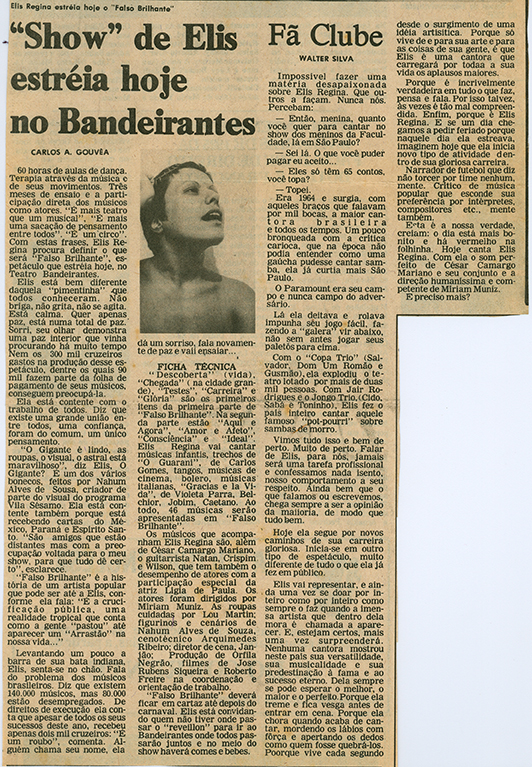 Elis Regina estréia hoje o "Falso Brilhante"
"Show" de Elis
estréia hoje
no Bandeirantes
CARLOS A. GOUVÊA
60 horas de aulas de dança.
Terapia através da música e
de seus movimentos. Três
meses de ensaio e a parti-
cipação direta dos músicos
como atores. "É mais teatro
que um musical", "É mais
uma sacação de pensamento
entre todos". "É um circo".
Com estas frases, Elis Re-
gina procura definir o que
será "Falso Brilhante", es-
petáculo que estréia hoje, no
Teatro Bandeirantes.
Elis está bem diferente
daquela "pimentinha" que
todos conheceram. Não
briga, não grita, não se agita.
Está calma. Quer apenas
paz, está numa total de paz.
Sorri, seu olhar demonstra
uma paz interior que vinha
procurando há muito tempo
Nem os 300 mil cruzeiros
gastos na produção desse es-
petáculo, dentre os quais 90
mil fazem parte da folha de
pagamento de seus músicos,
conseguem preocupá-la.
Ela está contente com o
trabalho de todos. Diz que
existe uma grande união en-
tre todos, uma confiança,
foram do comum, um único
pensamento.
"O Gigante é lindo, as
roupas, o visual, o astral está
maravilhoso", diz Elis, O
Gigante? É um dos vários
bonecos, feitos por Nahum
Alves de Sousa, criador de
parte do visual do programa
Vila Sésamo. Ela está con-
tente também porque está
recebendo cartas do Mé-
xico, Paraná e Espírito San-
to. "São amigos que estão
distantes mas com a preo-
cupação voltada para o meu
show, para que tudo dê cer-
to", esclarece.
"Falso Brilhante" é a his-
tória de um artista popular
que pode ser até a Elis, con-
forme ela fala: "É a cruci-
ficação pública, uma
realidade tropical que conta
como a gente "pastou" até
aparecer um "Arrastão" na
nossa vida..."
Levantando um pouco a
barra de sua bata indiana,
Elis, senta-se no chão. Fala
do problema dos músicos
brasileiros. Diz que existem
140.000 músicos, mas 80.000
estão desempregados. De
direitos de execução ela con-
ta que apesar de todos os seus
sucessos deste ano, recebeu
apenas dois mil cruzeiros: "É
um roubo", comenta. Al-
guém chama seu nome, ela
dá um sorriso, fala novamen-
te de paz e vai ensaiar...
FICHA TÉCNICA
"Descoberta" (vida),
"Chegada" (na cidade gran-
de), "Testes", "Carreira" e
"Glória" são os primeiros
itens da primeira parte de
"Falso Brilhante". Na segun-
da parte estão "Aqui e
Agora", "Amor e Afeto",
"Consciência" e "Ideal".
Elis Regina vai cantar
músicas infantis, trechos de
"O Guarani", de Carlos
Gomes, tangos, músicas de
cinema, bolero, músicas
italianas, "Gracias e la Vi-
da", de Violeta Parra, Bel-
chior, Jobim, Caetano. Ao
todo, 46 músicas serão
apresentadas em "Falso
Brilhante".
Os músicos que acompa-
nham Elis Regina são, além
de César Camargo Mariano,
o guitarrista Natan, Crispim
e Wilson, que tem também o
desempenho de atores com a
participação especial da
atriz Ligia de Paula. Os
atores foram dirigidos por
Miriam Muniz. As roupas
cuidadas por Lou Martin;
figurinos e cenários de
Nahum Alves de Souza,
cenotécnico Arquimedes
Ribeiro; diretor de cena, Jan-
jão; Produção de Orfila
Negrão, filmes de Jose
Rubens Siqueira e Roberto
Freire na coordenação e
orientação de trabalho.
"Falso Brilhante" deverá
ficar em cartaz até depois do
carnaval. Elis está convidan-
do quem não tiver onde pas-
sar o "reveillon" para ir ao
Bandeirantes onde todos pas-
sarão juntos e no meio do
show haverá comes e bebes.
Fã Clube
WALTER SILVA
Impossível fazer uma
matéria desapaixonada
sobre Elis Regina. Que ou-
tros a façam. Nunca nós.
Percebam:
— Então, menina, quanto
você quer para cantar no
show dos meninos da Faculda-
de, lá em São Paulo?
— Sei lá. O que você puder
pagar eu aceito...
— Eles só têm 65 contos,
você topa?
— Topei.
Era 1964 e surgia, com
aqueles braços que falavam
por mil bocas, a maior can-
tora brasileira
e todos os tempos. Um pouco
bronqueada com a crítica
careca, que na época não
podia entender como uma
gaúcha pudesse cantar sam-
ba, ela já curtia mais
São Paulo.
O Paramount era seu cam-
po e nunca campo do adver-
sário.
Lá ela deitava e rolava
impunha sêu jogo fácil, fa-
zendo a "galera" vir abaixo,
não sem antes jogar seus
paletós para cima.
Com o "Copa Trio" (Sal-
vador, Dom Um Romão e
Gusmão), ela explodiu o tea-
tro lotado por mais de duas
mil pessoas. Com Jair Ro-
drigues e o Jongo Trio, (Cido,
Sabá e Toninho), Elis fez o
país inteiro cantar aquele
famoso "pot-pourri" sobre
sambas de morro.
Vimos tudo isso e bem de
perto. Muito de perto. Falar
de Elis, para nós, jamais
será uma tarefa profissional
e confessamos nada isento,
nosso comportamento a seu
respeito. Ainda bem que o
que falamos ou escrevemos,
chega sempre a ser a opinião
da maioria, de modo que
tudo bem.
Hoje ela segue por novos
caminhos de sua carreira
gloriosa. Inicia-se em outro
tipo de espetáculo, muito
diferente de tudo o que ela já
fez em público.
Elis vai representar, e ain-
da uma vez se doar por in-
teiro como por inteiro como
sempre o faz quando a imen-
sa artista que dentro dela
mora é chamada a apare-
cer. E, estejam certos, mais
uma vez surpreenderá.
Nenhuma cantora mostrou
neste país sua versatilidade,
sua musicalidade e sua
predestinação à fama e ao
sucesso eterno. Dela sempre
se pode esperar o melhor, o
maior e o perfeito. Porque ela
treme e fica vesga antes de
entrar em cena. Porque ela
chora quando acaba de can-
tar, mordendo os lábios com
fôrça e apertando os dedos
como quem fosse quebrá-los.
Poorque vive cada segundo
desde o surgimento de uma
idéia artística. Porque só
vive de e para sua arte e para
as coisas de sua gente, é que
Elis é uma cantora que
carregará por todaa a sua
vida os aplausos maiores.
Porque é incrivelmente
verdadeira em tudo o que faz,
pensa e fala. Por isso talvez,
às vezes é tão mal compreen-
dida. Enfim, porque é Elis
Regina. E se um dia che-
gamos a pedir feriado porque
naquele dia ela estreava,
imaginem hoje que ela inicia
novo tipo de atividade den-
tro de sua gloriosa carreira.
Narrador de futebol que diz
não torcer por time nenhum,
mente. Crítico de música
popular que esconde sua
preferência por intérpretes,
compositores etc., mente
também.
Esta é a nossa verdade,
creiam: o dia está mais boni-
to e há vermelho na
folhinha. Hoje canta Elis
Regina. Com ela o som per-
feito de César Camargo
Mariano e seu conjunto e a
direção humaníssima e com-
petente de Miriam Muniz.
E preciso mais?